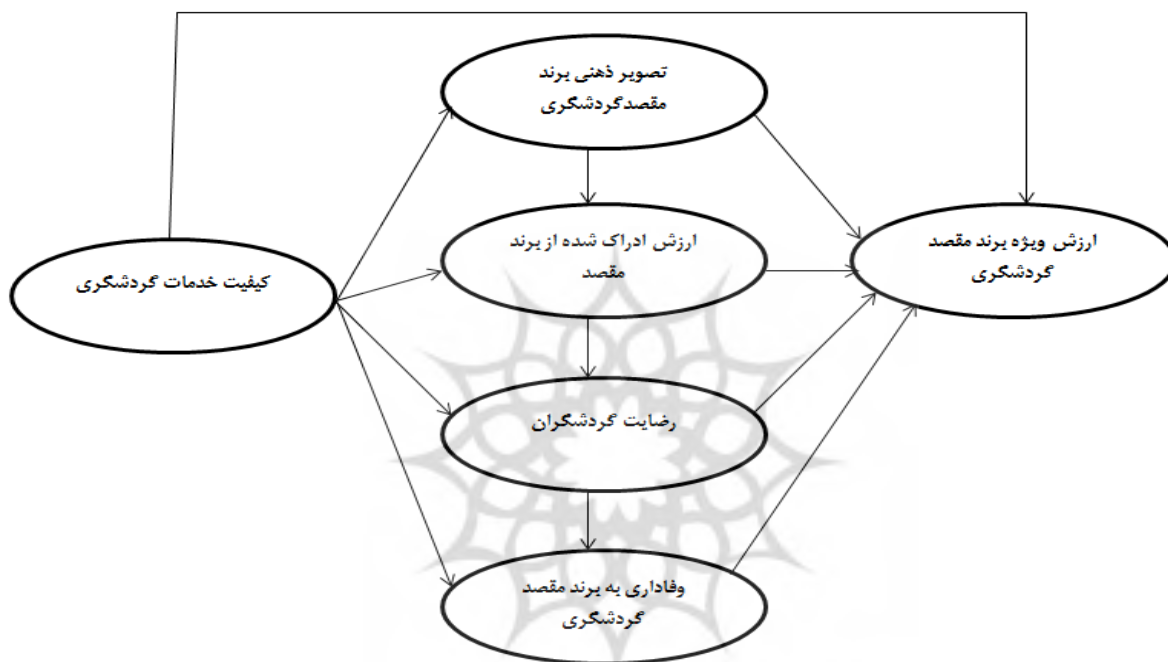 تصویر ذهنی برند
مقصدگردشگری
ارزش ادراک شده از برند
مقصد
ارزش ویژه برند مقصد
گردشگری
کیفیت خدمات گردشگری
رضایت گردشگران
وفاداری به برند مقصد
گردشگری